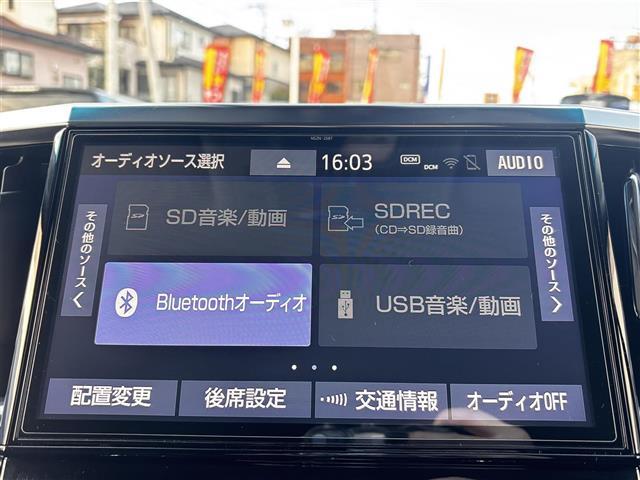 オーディオソース選択
16:03
DCM
DCM
AUDIO
その他のソース
SD音楽/動画
SDREC
(CD⇒SD録音曲)
その他のソース
Bluetoothオーディオ
USB音楽/動画
配置変更
後席設定
交通情報
オーディオOFF